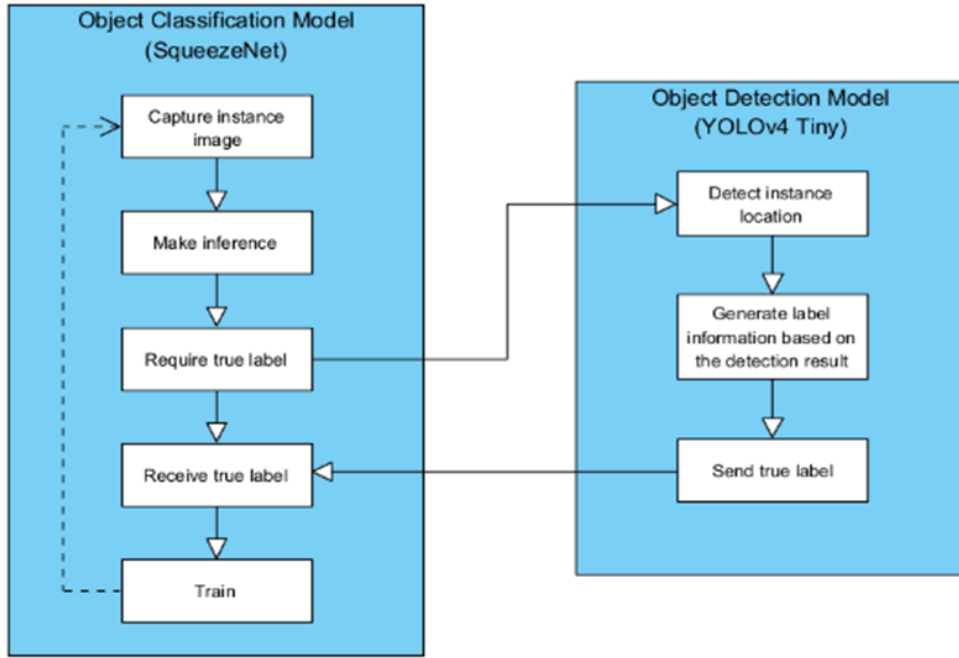 Object Classification Model
(SqueezeNet)
Capture instance
image
Make inference
Require true label
Receive true label
Train
Object Detection Model
(YOLOv4 Tiny)
Detect instance
location
Generate label
information based on
the detection result
Send true label